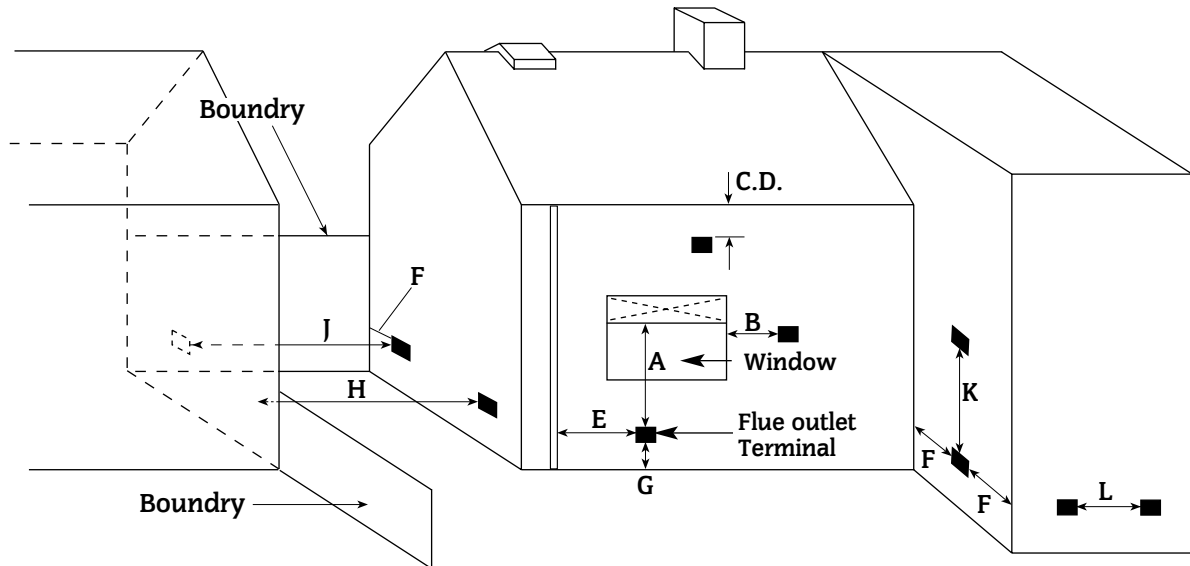 Boundry
C.D.
F
B
J
A
Window
K
H
E
Flue outlet
Terminal
F
G
F
L
Boundry